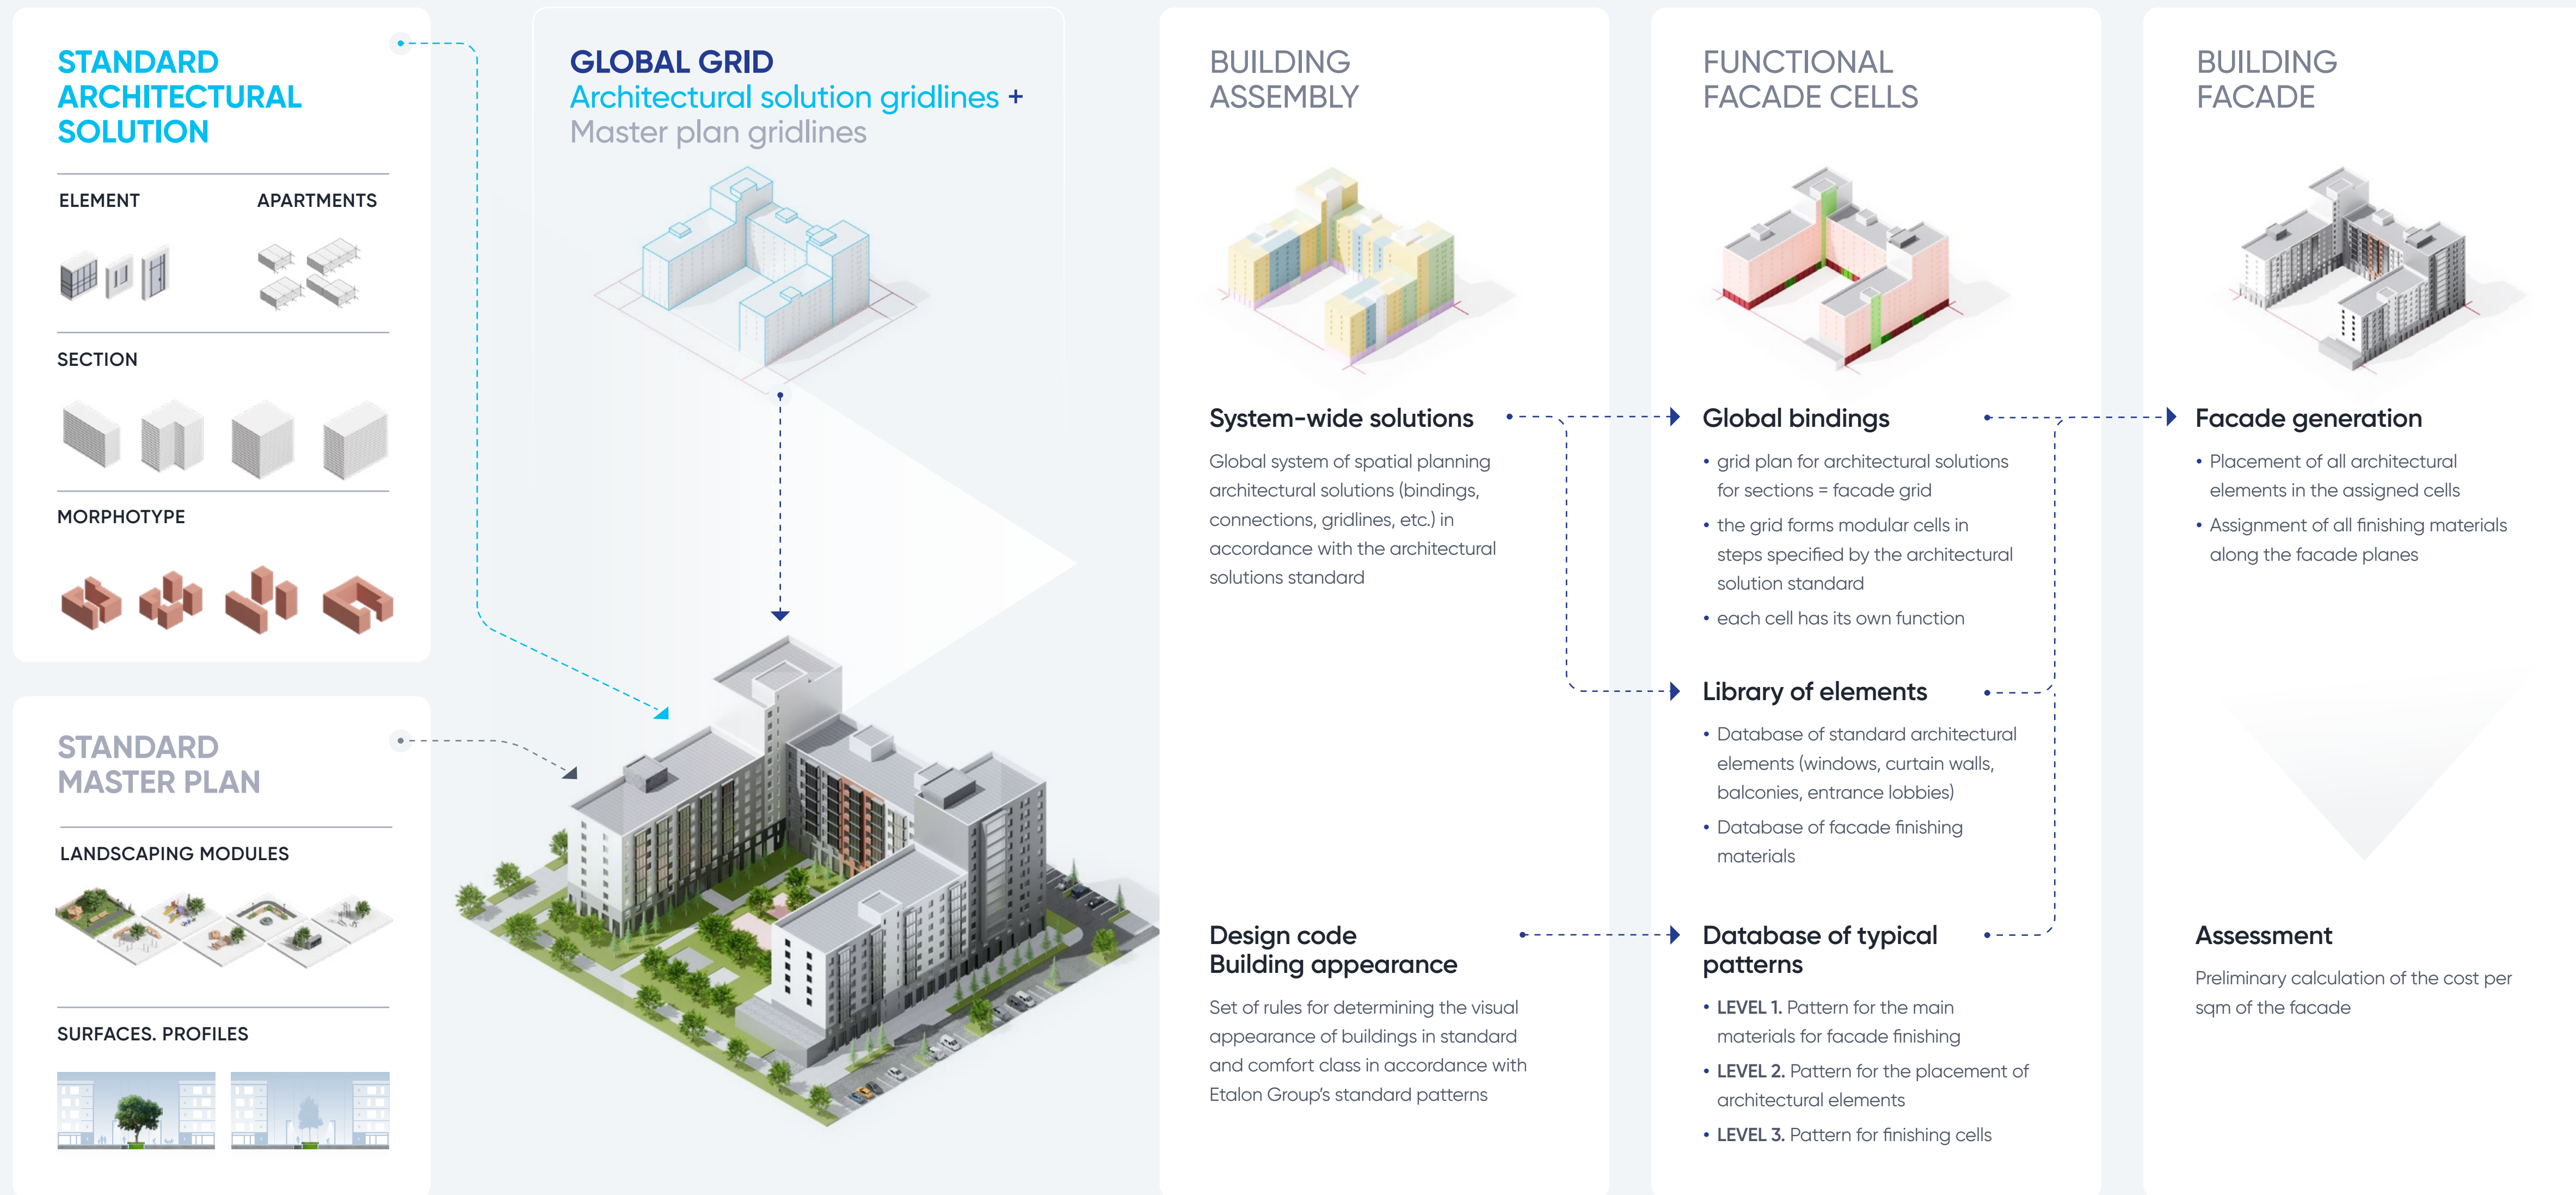 STANDARD
ARCHITECTURAL
SOLUTION
ELEMENT
APARTMENTS
SECTION
MORPHOTYPE
STANDARD
MASTER PLAN
LANDSCAPING MODULES
SURFACES. PROFILES
GLOBAL GRID
Architectural solution gridlines +
Master plan gridlines
BUILDING
ASSEMBLY
System-wide solutions
Global system of spatial planning
architectural solutions (bindings,
connections, gridlines, etc.) in
accordance with the architectural
solutions standard
Design code
Building appearance
Set of rules for determining the visual
appearance of buildings in standard
and comfort class in accordance with
Etalon Group's standard patterns
FUNCTIONAL
FACADE CELLS
Global bindings
• grid plan for architectural solutions
for sections = facade grid
• the grid forms modular cells in
steps specified by the architectural
solution standard
• each cell has its own function
Library of elements
• Database of standard architectural
elements (windows, curtain walls,
balconies, entrance lobbies)
• Database of facade finishing
materials
Database of typical
patterns
• LEVEL 1. Pattern for the main
materials for facade finishing
• LEVEL 2. Pattern for the placement of
architectural elements
• LEVEL 3. Pattern for finishing cells
BUILDING
FACADE
Facade generation
• Placement of all architectural
elements in the assigned cells
• Assignment of all finishing materials
along the facade planes
Assessment
Preliminary calculation of the cost per
sqm of the facade